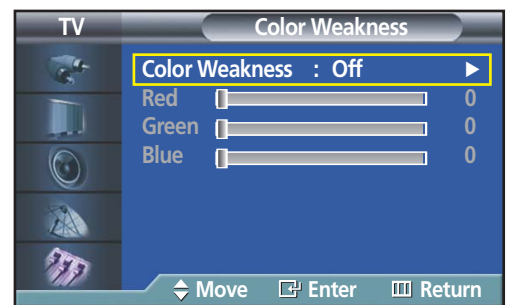 TV Color Weakness
Color Weakness : Off
Red 0
Green 0
Blue 0
Move Enter Return